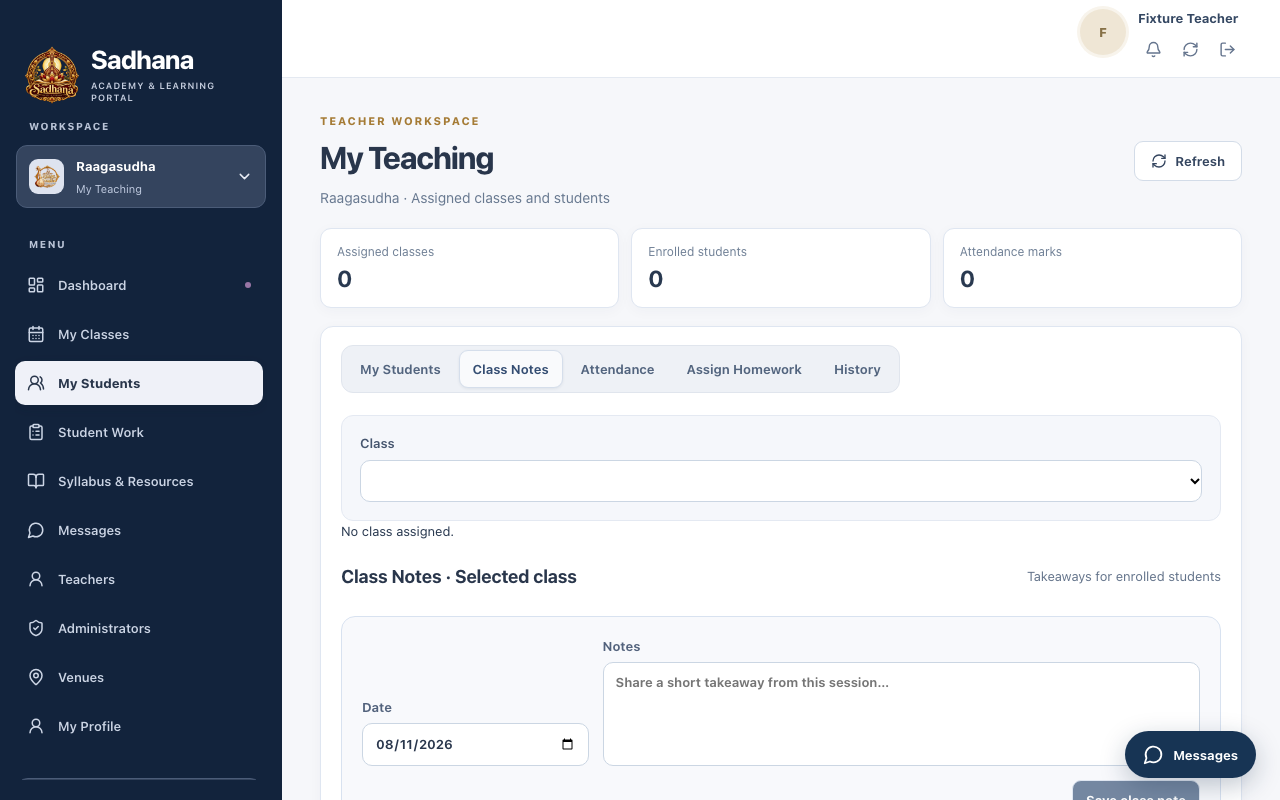 Sadhana
Sadhana
ACADEMY & LEARNING
PORTAL
WORKSPACE
Raagasudha
My Teaching
MENU
Dashboard
My Classes
My Students
Student Work
Syllabus & Resources
Messages
Teachers
Administrators
Venues
My Profile
F
Fixture Teacher
TEACHER WORKSPACE
My Teaching
Refresh
Raagasudha · Assigned classes and students
Assigned classes
0
Enrolled students
0
Attendance marks
0
My Students
Class Notes
Attendance
Assign Homework
History
Class
No class assigned.
Class Notes · Selected class
Takeaways for enrolled students
Notes
Share a short takeaway from this session...
Date
08/11/2026
Messages
Save class note